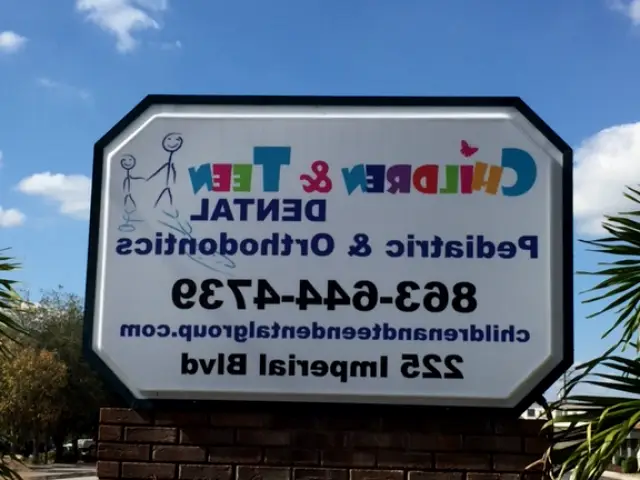 CHILDREN & TEEN
DENTAL
Pediatric & Orthodontics
863-644-4739
childrenandteendentalgroup.com
225 Imperial Blvd